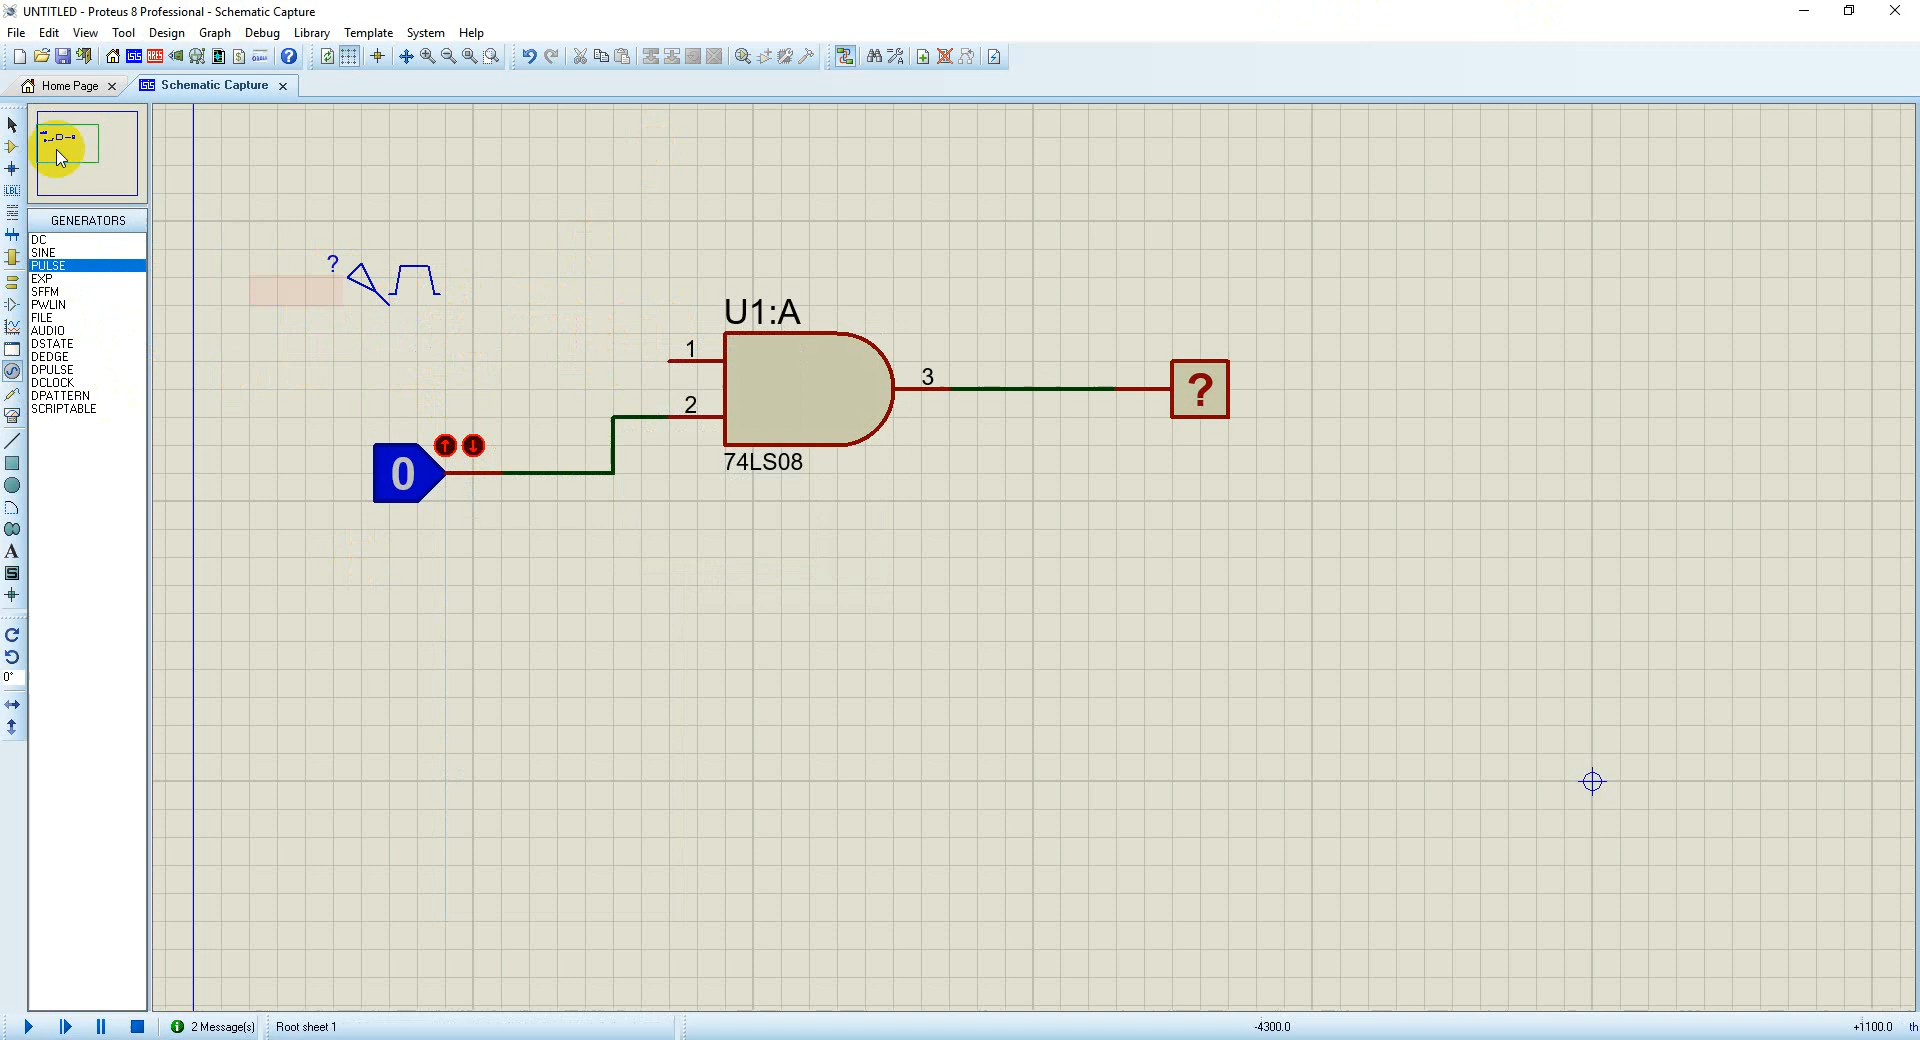 UNTITLED - Proteus 8 Professional - Schematic Capture
File Edit View Tool Design Graph Debug Library Template System Help
Home Page Schematic Capture
GENERATORS
DC
SINE
PULSE
EXP
SFFM
PWLIN
FILE
AUDIO
DSTATE
DEDGE
DPULSE
DCLOCK
DPATTERN
SCRIPTABLE
LBL
A
S
0°
?
U1:A
1
2
3
74LS08
0
?
2 Message(s) Root sheet 1 -4300.0 +1100.0 th